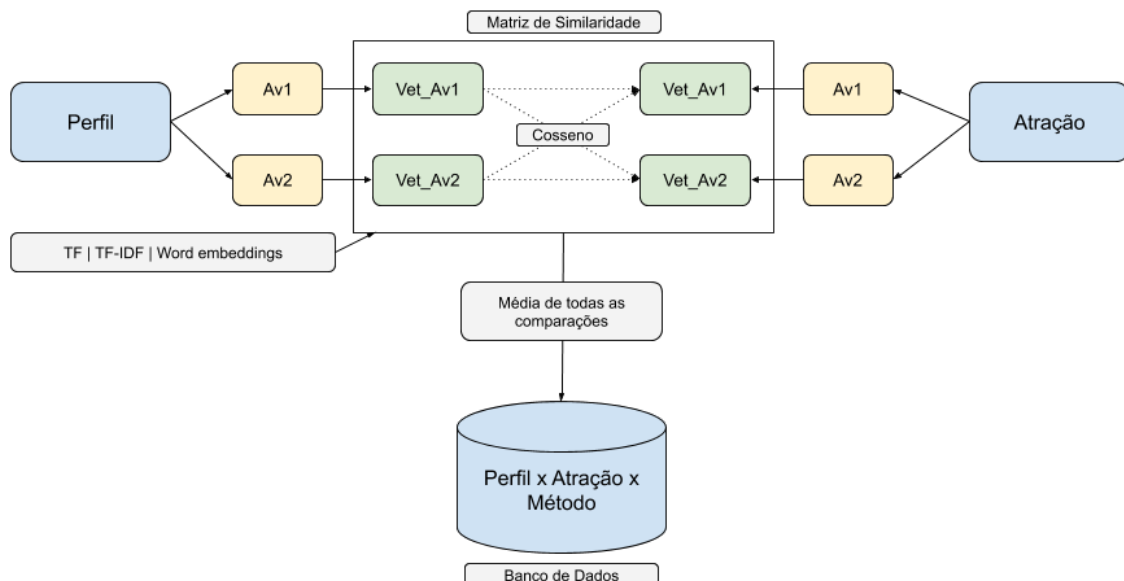 Matriz de Similaridade
Perfil
Av1
Vet_Av1
Vet_Av1
Av1
Atração
Cosseno
Av2
Vet_Av2
Vet_Av2
Av2
TF | TF-IDF | Word embeddings
Média de todas as
comparações
Perfil x Atração x
Método
Banco de Dados